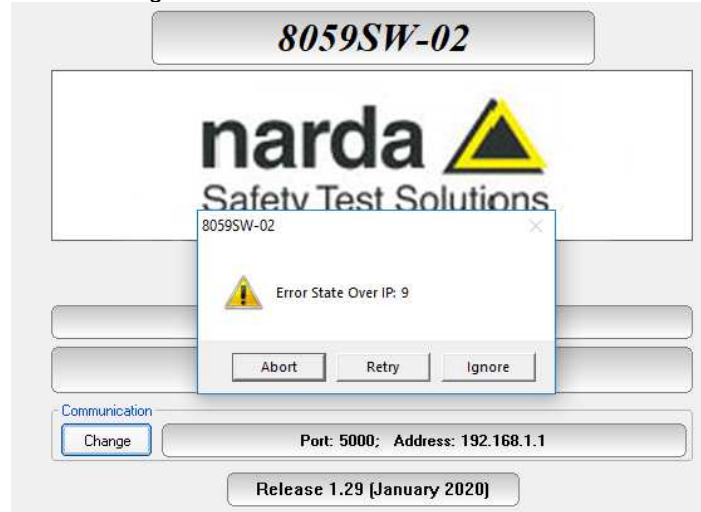 8059SW-02
narda
Safety Test Solutions
8059SW-02
Error State Over IP: 9
Abort Retry Ignore
Communication
Change Port: 5000; Address: 192.168.1.1
Release 1.29 (January 2020)